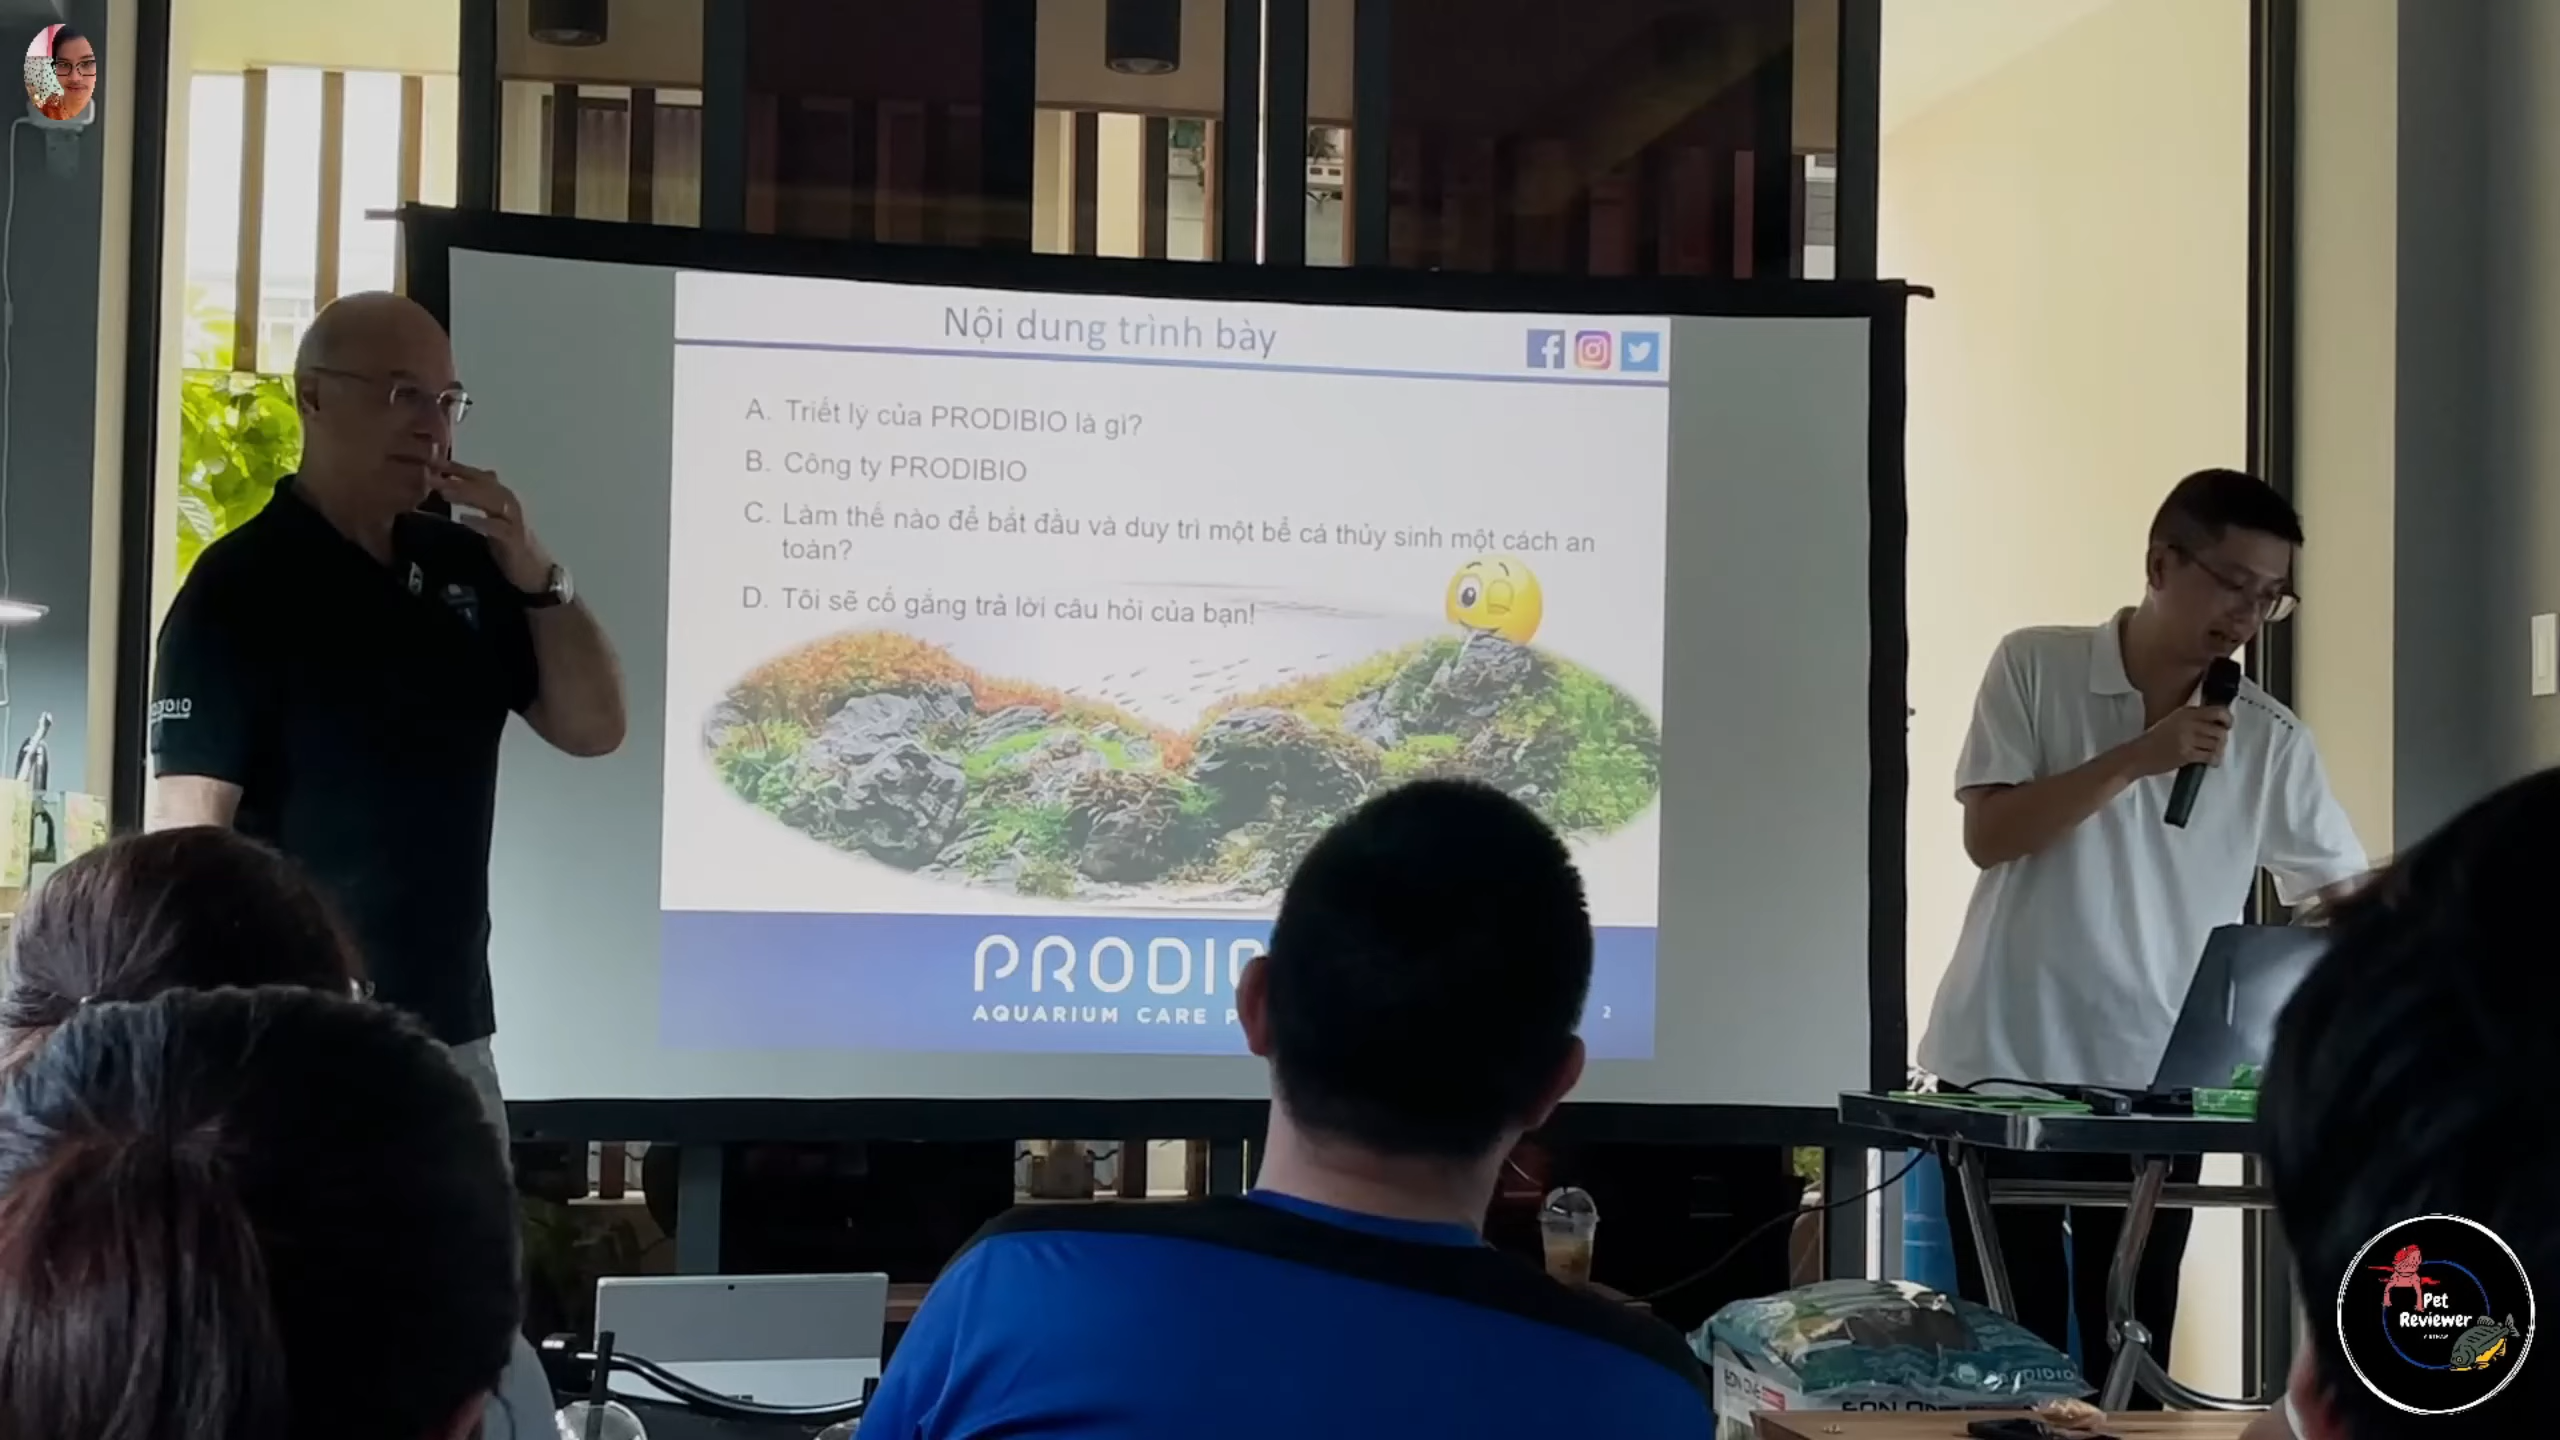 Nội dung trình bày
A. Triết lý của PRODIBIO là gì?
B. Công ty PRODIBIO
C. Làm thế nào để bắt đầu và duy trì một bể cá thủy sinh một cách an
toàn?
D. Tôi sẽ cố gắng trả lời câu hỏi của bạn!
AQUARIUM CARE
2
Pet
Reviewer